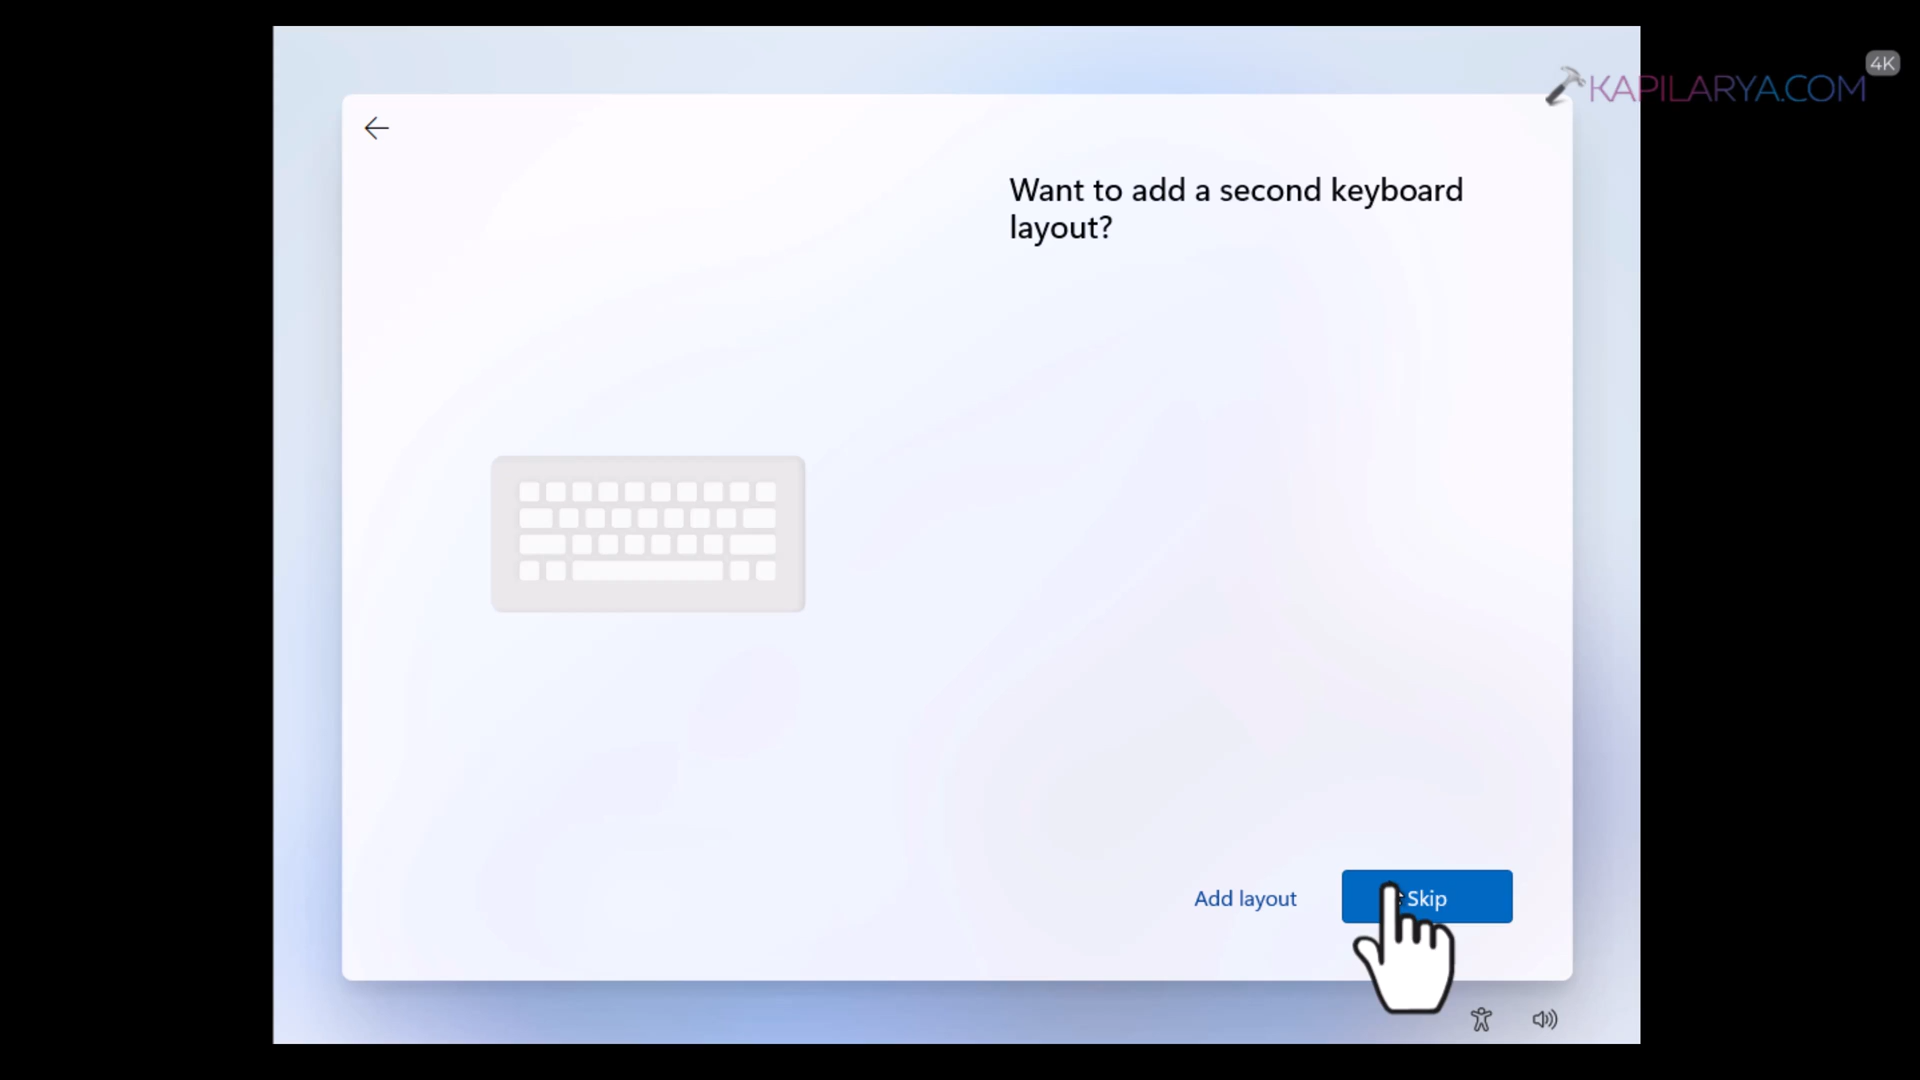 4K
KAPILARYA.COM
Want to add a second keyboard
layout?
Add layout
Skip